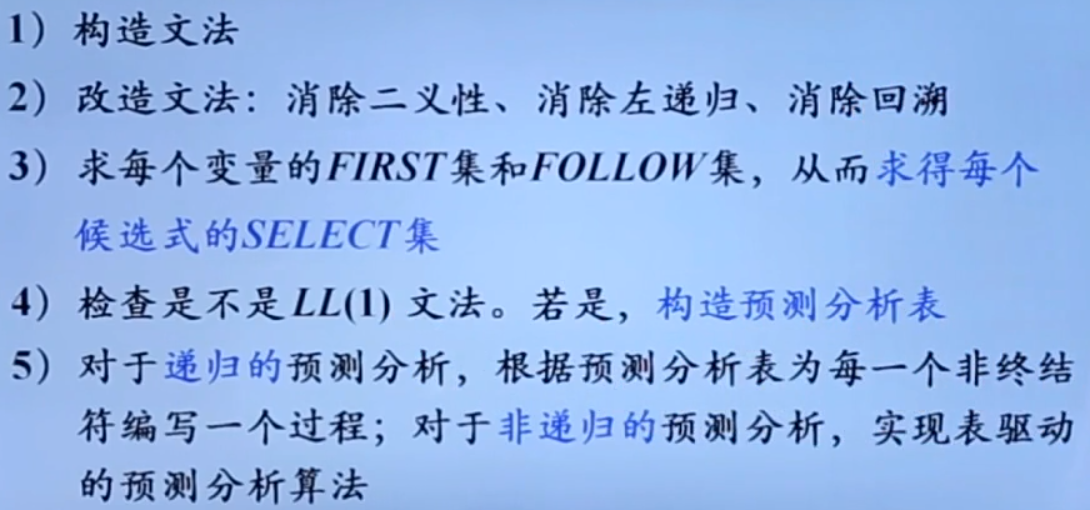 1）构造文法
2）改造文法：消除二义性、消除左递归、消除回溯
3）求每个变量的FIRST集和FOLLOW集，从而求得每个
候选式的SELECT集
4）检查是不是LL(1) 文法。若是，构造预测分析表
5）对于递归的预测分析，根据预测分析表为每一个非终结
符编写一个过程；对于非递归的预测分析，实现表驱动
的预测分析算法